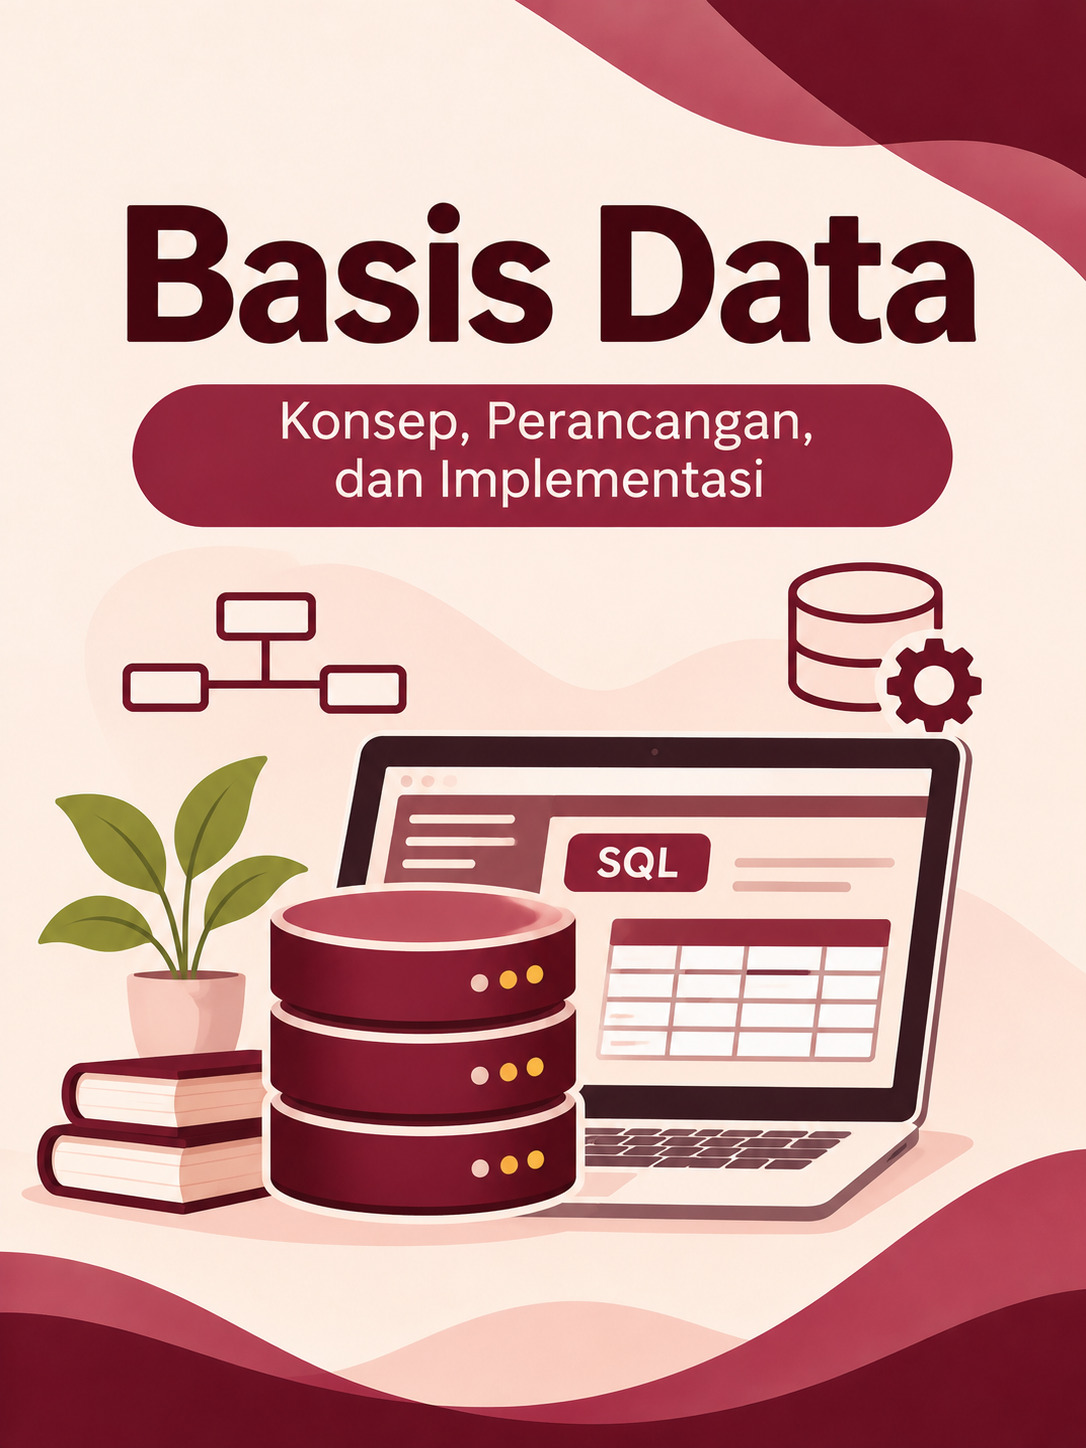 Basis Data
Konsep, Perancangan,
dan Implementasi
SQL